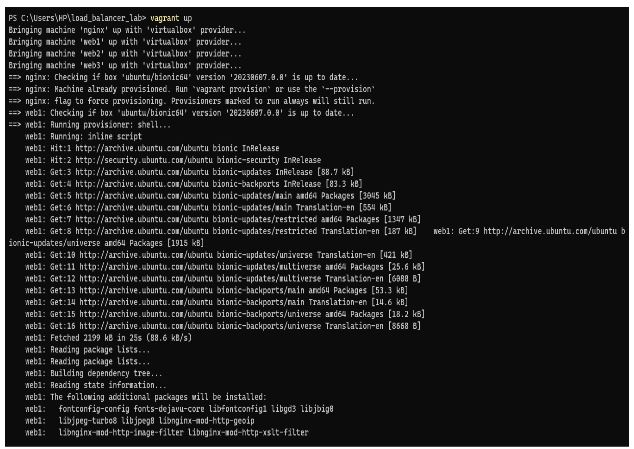 PS C:\Users\HP\load_balancer_lab> vagrant up
Bringing machine 'nginx' up with 'virtualbox' provider...
Bringing machine 'web1' up with 'virtualbox' provider...
Bringing machine 'web2' up with 'virtualbox' provider...
Bringing machine 'web3' up with 'virtualbox' provider...
==> nginx: Checking if box 'ubuntu/bionic64' version '20230607.0.0' is up to date...
==> nginx: Machine already provisioned. Run `vagrant provision` or use the `--provision`
==> nginx: flag to force provisioning. Provisioners marked to run always will still run.
==> web1: Checking if box 'ubuntu/bionic64' version '20230607.0.0' is up to date...
==> web1: Running provisioner: shell...
web1: Running: inline script
web1: Hit:1 http://archive.ubuntu.com/ubuntu bionic InRelease
web1: Hit:2 http://security.ubuntu.com/ubuntu bionic-security InRelease
web1: Get:3 http://archive.ubuntu.com/ubuntu bionic-updates InRelease [88.7 kB]
web1: Get:4 http://archive.ubuntu.com/ubuntu bionic-backports InRelease [83.3 kB]
web1: Get:5 http://archive.ubuntu.com/ubuntu bionic-updates/main amd64 Packages [3045 kB]
web1: Get:6 http://archive.ubuntu.com/ubuntu bionic-updates/main Translation-en [554 kB]
web1: Get:7 http://archive.ubuntu.com/ubuntu bionic-updates/restricted amd64 Packages [1347 kB]
web1: Get:8 http://archive.ubuntu.com/ubuntu bionic-updates/restricted Translation-en [187 kB]    web1: Get:9 http://archive.ubuntu.com/ubuntu b
ionic-updates/universe amd64 Packages [1915 kB]
web1: Get:10 http://archive.ubuntu.com/ubuntu bionic-updates/universe Translation-en [421 kB]
web1: Get:11 http://archive.ubuntu.com/ubuntu bionic-updates/multiverse amd64 Packages [25.6 kB]
web1: Get:12 http://archive.ubuntu.com/ubuntu bionic-updates/multiverse Translation-en [6088 B]
web1: Get:13 http://archive.ubuntu.com/ubuntu bionic-backports/main amd64 Packages [53.3 kB]
web1: Get:14 http://archive.ubuntu.com/ubuntu bionic-backports/main Translation-en [14.6 kB]
web1: Get:15 http://archive.ubuntu.com/ubuntu bionic-backports/universe amd64 Packages [18.2 kB]
web1: Get:16 http://archive.ubuntu.com/ubuntu bionic-backports/universe Translation-en [8668 B]
web1: Fetched 2199 kB in 25s (88.6 kB/s)
web1: Reading package lists...
web1: Reading package lists...
web1: Building dependency tree...
web1: Reading state information...
web1: The following additional packages will be installed:
web1:   fontconfig-config fonts-dejavu-core libfontconfig1 libgd3 libjbig0
web1:   libjpeg-turbo8 libjpeg8 libnginx-mod-http-geoip
web1:   libnginx-mod-http-image-filter libnginx-mod-http-xslt-filter